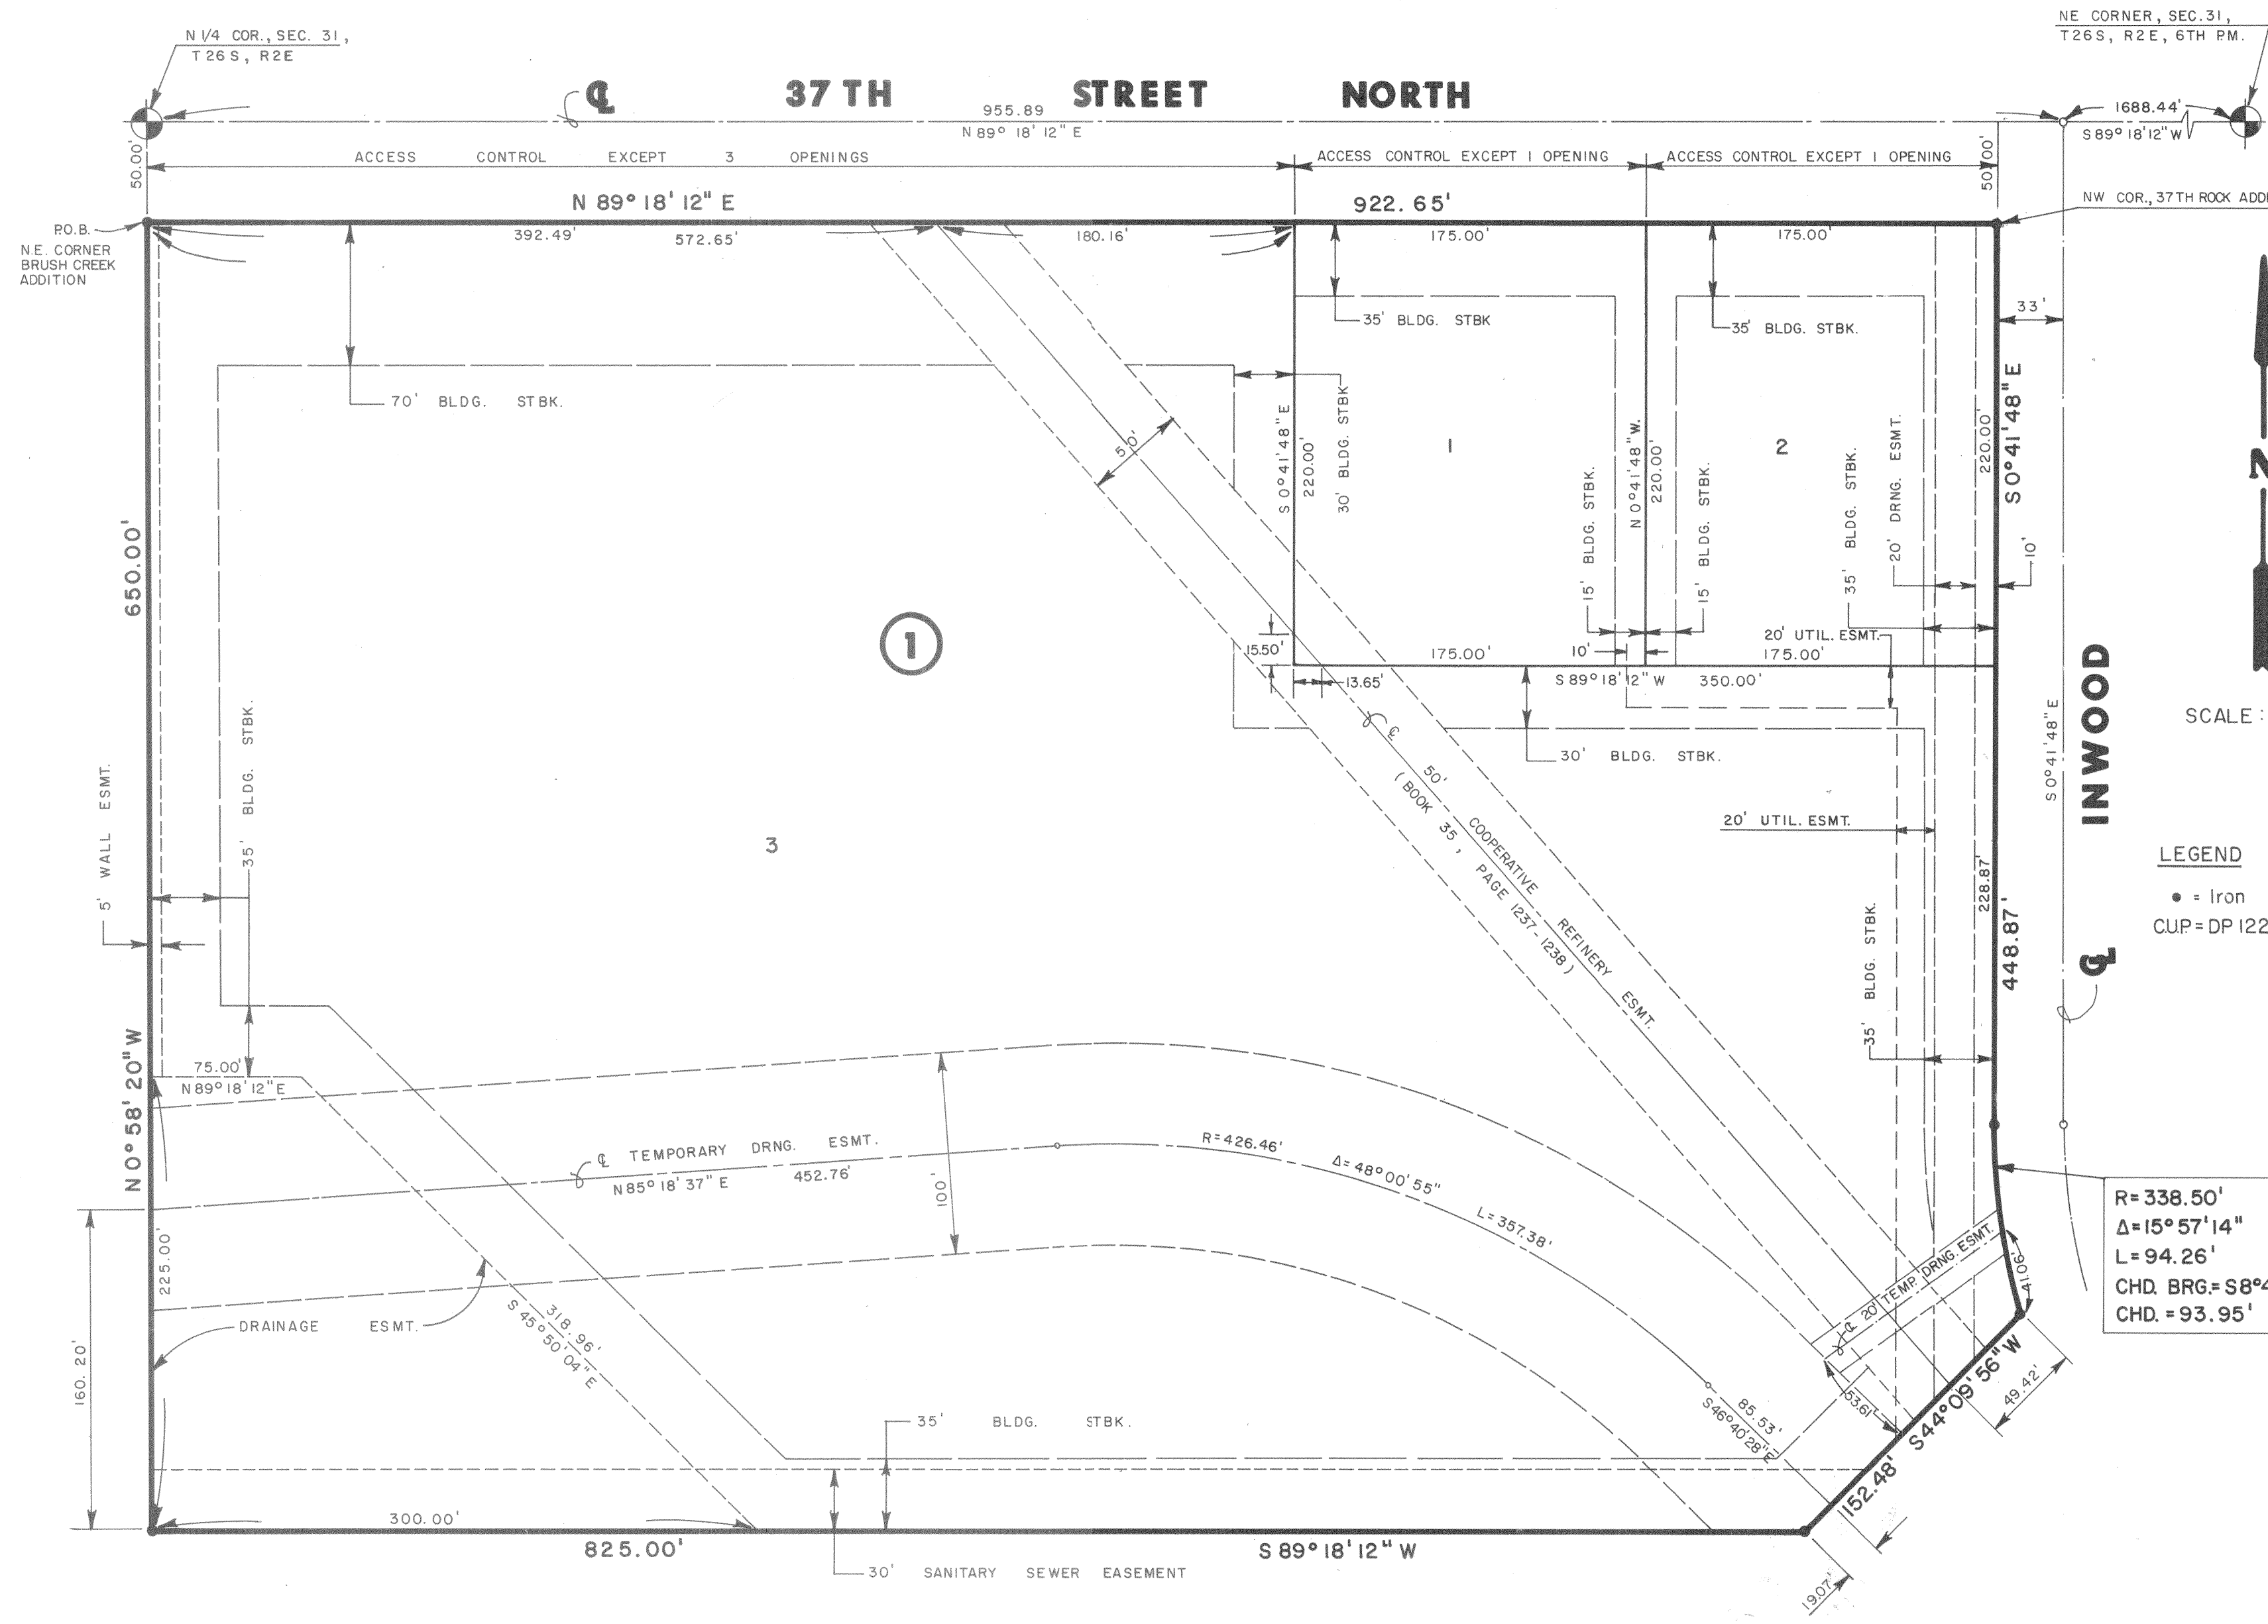 N 1/4 COR., SEC. 31,
T 26 S, R2E
NE CORNER, SEC. 31,
T26S, R2E, 6TH P.M.
℄ 37 TH STREET NORTH
955.89
N 89° 18' 12" E
1688.44'
S 89° 18' 12" W
50.00'
ACCESS CONTROL EXCEPT 3 OPENINGS
ACCESS CONTROL EXCEPT 1 OPENING
ACCESS CONTROL EXCEPT 1 OPENING
50.00'
N 89° 18' 12" E
922.65'
NW COR., 37TH ROCK ADD
P.O.B.
N.E. CORNER
BRUSH CREEK
ADDITION
392.49'
572.65'
180.16'
175.00'
175.00'
33'
35' BLDG. STBK
35' BLDG. STBK.
70' BLDG. STBK.
50'
S 0° 41' 48" E
220.00'
30' BLDG. STBK
1
2
15' BLDG. STBK.
N 0° 41' 48" W.
220.00'
15' BLDG. STBK.
35' BLDG. STBK.
20' DRNG. ESMT.
220.00'
S 0° 41' 48" E
10'
650.00'
1
15.50'
13.65'
175.00'
10'
20' UTIL. ESMT.
175.00'
S 89° 18' 12" W 350.00'
30' BLDG. STBK.
℄
50' COOPERATIVE REFINERY ESMT.
( BOOK 35, PAGE 1237-1238 )
20' UTIL. ESMT.
S 0° 41' 48" E
INWOOD
℄
N
SCALE :
LEGEND
● = Iron
C.U.P. = DP 122
5' WALL ESMT.
35' BLDG. STBK.
3
228.87'
448.87'
35' BLDG. STBK.
N 0° 58' 20" W
75.00'
N 89° 18' 12" E
℄ TEMPORARY DRNG. ESMT.
N 85° 18' 37" E 452.76'
100'
R = 426.46'
Δ = 48° 00' 55"
L = 357.38'
R = 338.50'
Δ = 15° 57' 14"
L = 94.26'
CHD. BRG. = S 8° 4
CHD. = 93.95'
℄ 20' TEMP. DRNG. ESMT.
41.06'
225.00'
160.20'
DRAINAGE ESMT.
318.96'
S 45° 50' 04" E
53.61'
85.53'
S 46° 40' 28" E
49.42'
152.48' S 44° 09' 56" W
35' BLDG. STBK.
300.00'
825.00'
S 89° 18' 12" W
30' SANITARY SEWER EASEMENT
19.07'